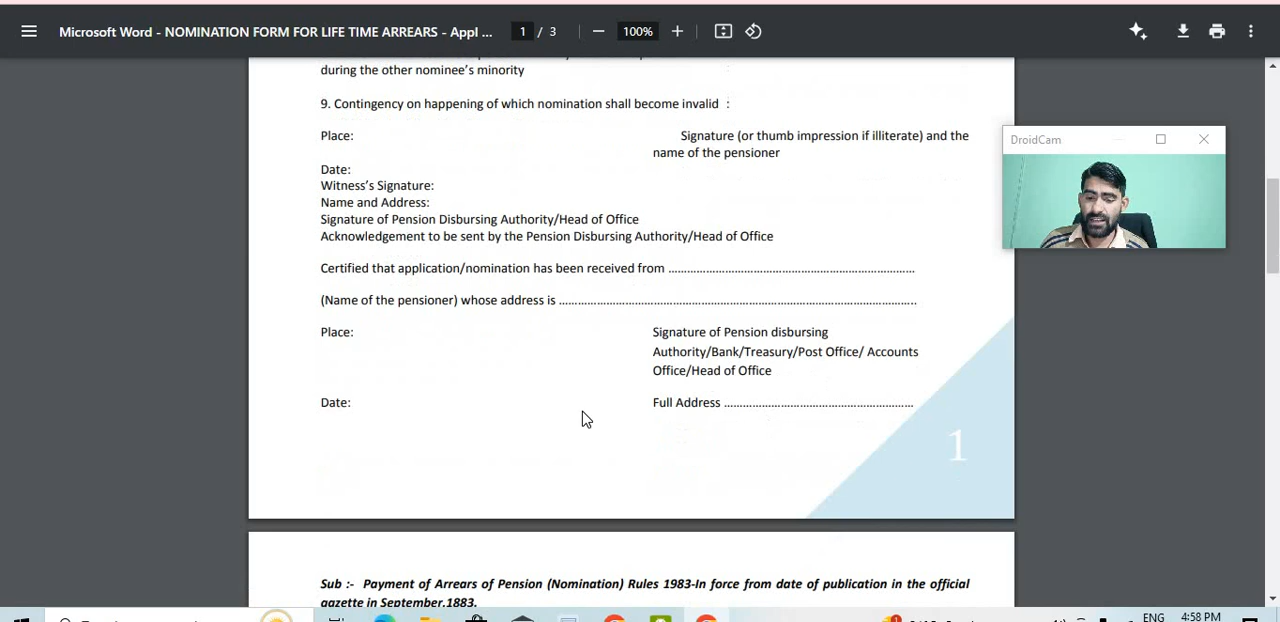 Microsoft Word - NOMINATION FORM FOR LIFE TIME ARREARS - Appl ...
1 / 3
100%
during the other nominee's minority
9. Contingency on happening of which nomination shall become invalid :
Place:
Signature (or thumb impression if illiterate) and the
name of the pensioner
DroidCam
Date:
Witness's Signature:
Name and Address:
Signature of Pension Disbursing Authority/Head of Office
Acknowledgement to be sent by the Pension Disbursing Authority/Head of Office
Certified that application/nomination has been received from ................................................................................
(Name of the pensioner) whose address is ....................................................................................................................
Place:
Signature of Pension disbursing
Authority/Bank/Treasury/Post Office/ Accounts
Office/Head of Office
Date:
Full Address ..............................................................
1
Sub :- Payment of Arrears of Pension (Nomination) Rules 1983-In force from date of publication in the official
gazette in September,1883.
ENG
4:58 PM